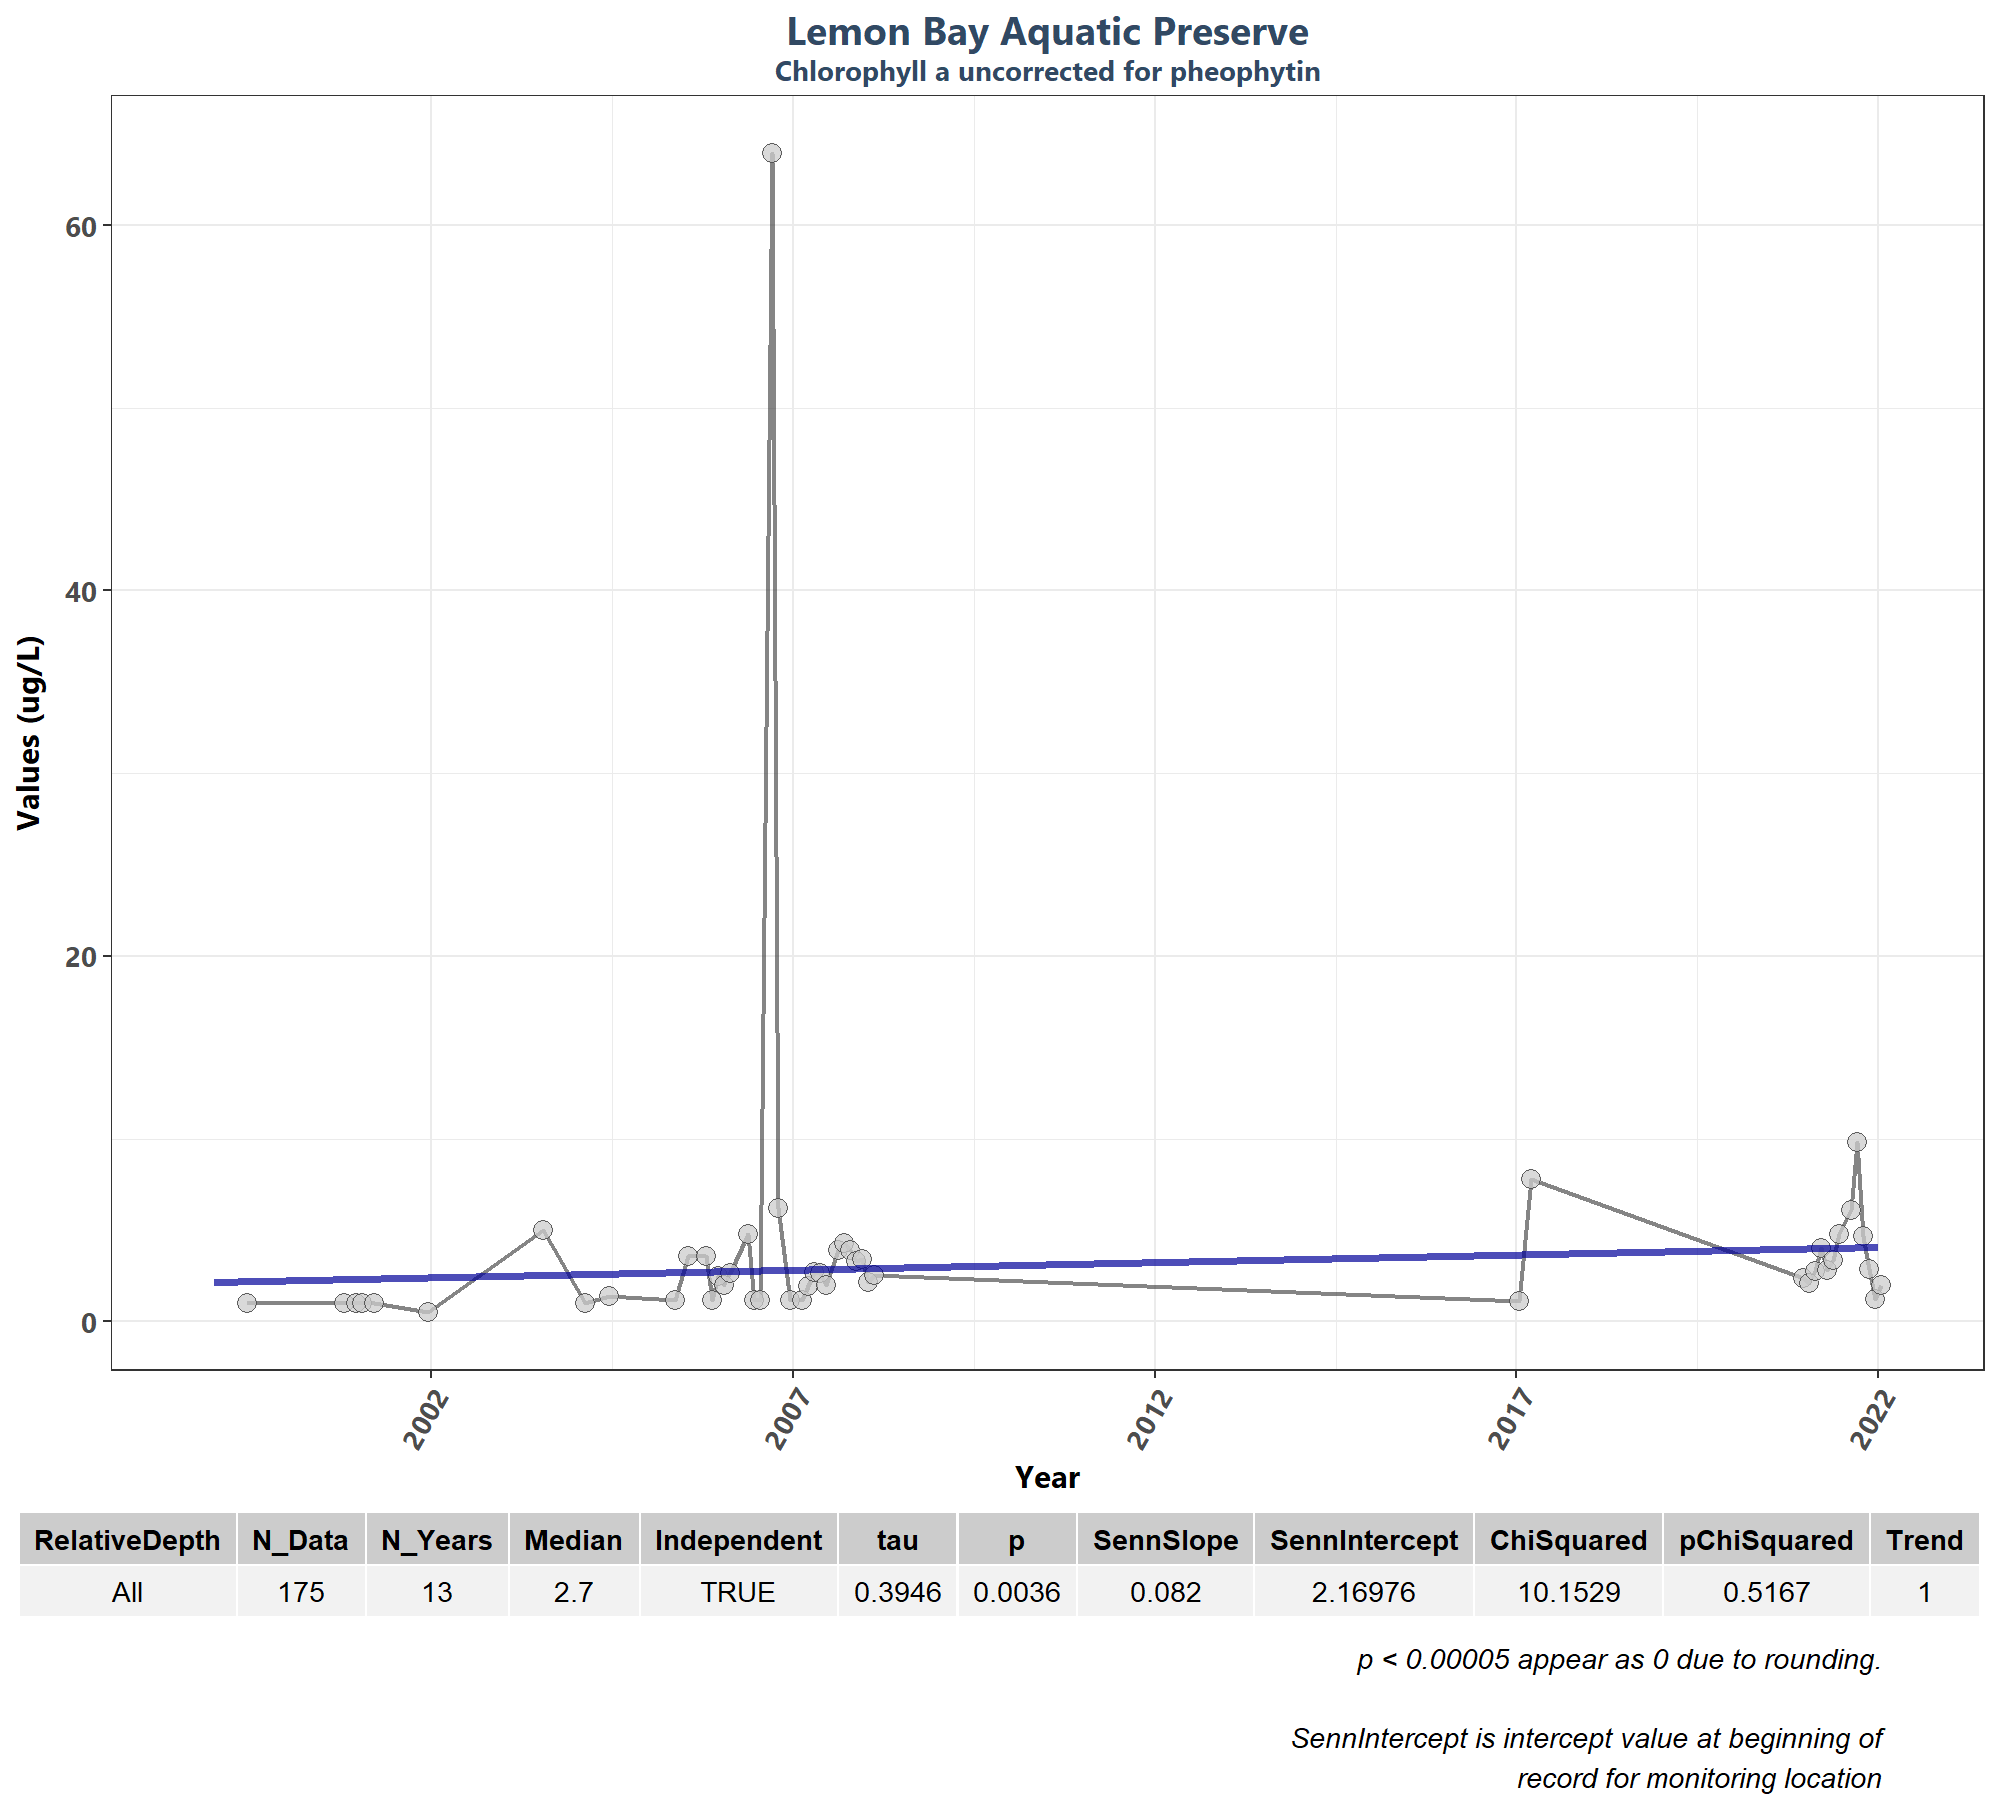 Lemon Bay Aquatic Preserve
Chlorophyll a uncorrected for pheophytin
Values (ug/L)
60
40
20
0
2002 2007 2012 2017 2022
Year
RelativeDepth N_Data N_Years Median Independent tau p SennSlope SennIntercept ChiSquared pChiSquared Trend
All 175 13 2.7 TRUE 0.3946 0.0036 0.082 2.16976 10.1529 0.5167 1
p < 0.00005 appear as 0 due to rounding.
SennIntercept is intercept value at beginning of
record for monitoring location